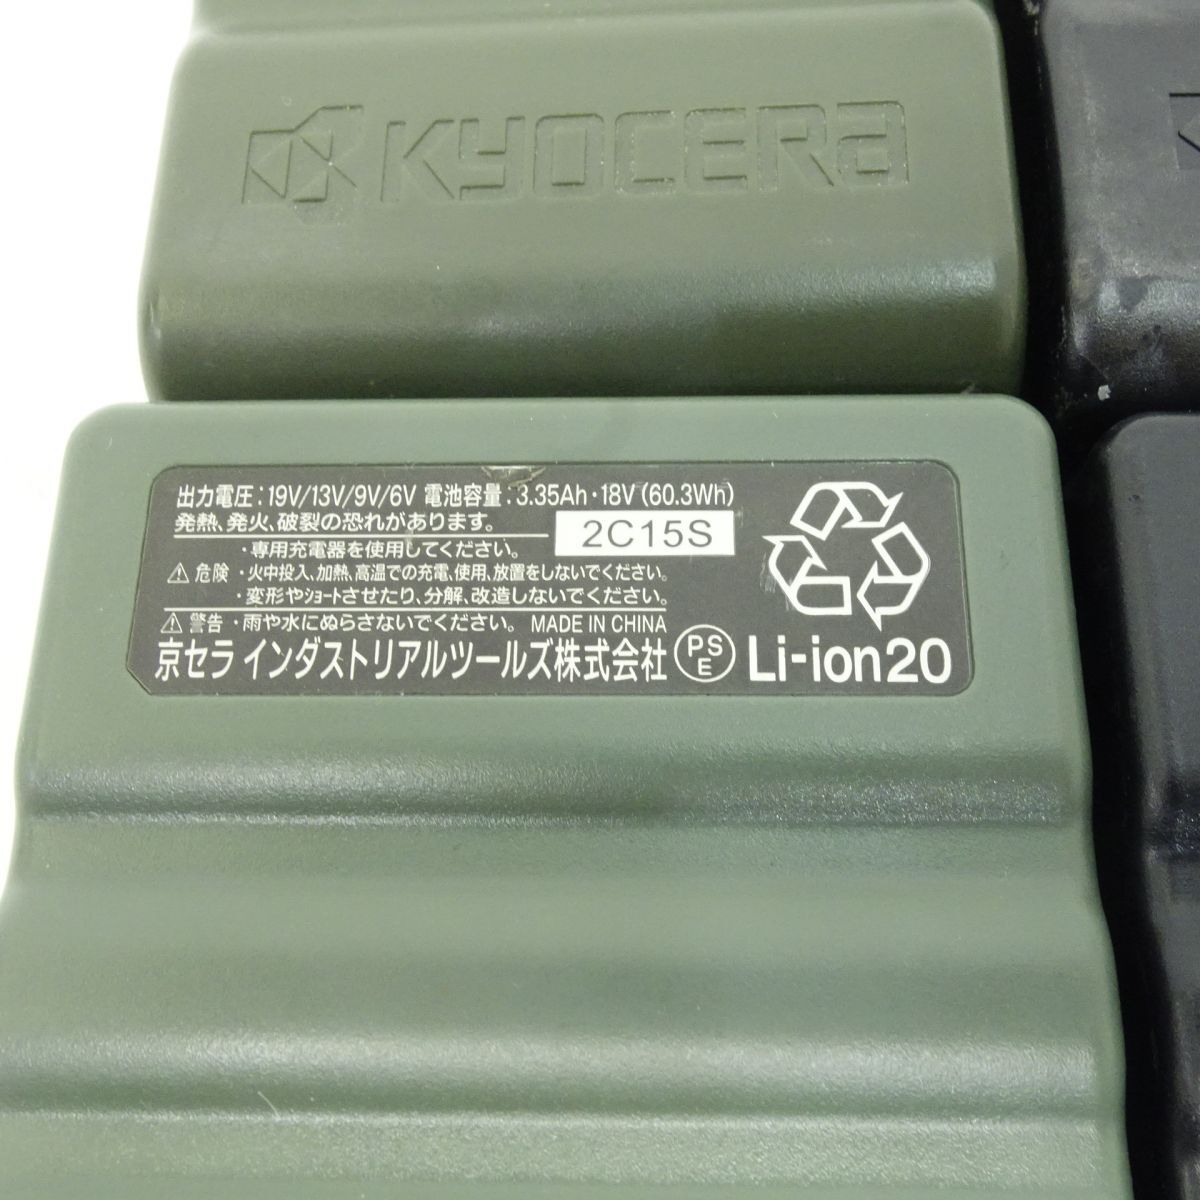 KYOCERA
出力電圧:19V/13V/9V/6V 電池容量:3.35Ah・18V(60.3Wh)
発熱、発火、破裂の恐れがあります。
2C15S
・専用充電器を使用してください。
⚠危険 ・火中投入、加熱、高温での充電、使用、放置をしないでください。
・変形やショートさせたり、分解、改造しないでください。
⚠警告 ・雨や水にぬらさないでください。 MADE IN CHINA
京セラ インダストリアルツールズ株式会社 PSE Li-ion20